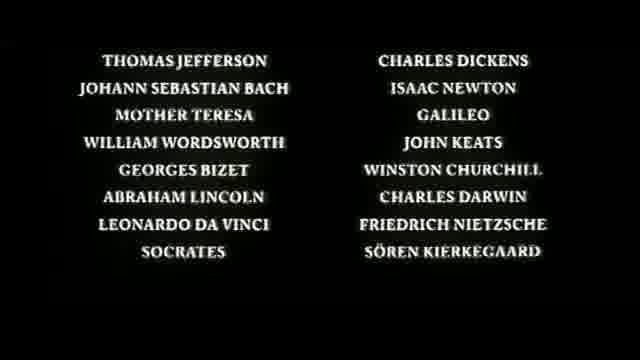 THOMAS JEFFERSON
JOHANN SEBASTIAN BACH
MOTHER TERESA
WILLIAM WORDSWORTH
GEORGES BIZET
ABRAHAM LINCOLN
LEONARDO DA VINCI
SOCRATES
CHARLES DICKENS
ISAAC NEWTON
GALILEO
JOHN KEATS
WINSTON CHURCHILL
CHARLES DARWIN
FRIEDRICH NIETZSCHE
SÖREN KIERKEGAARD